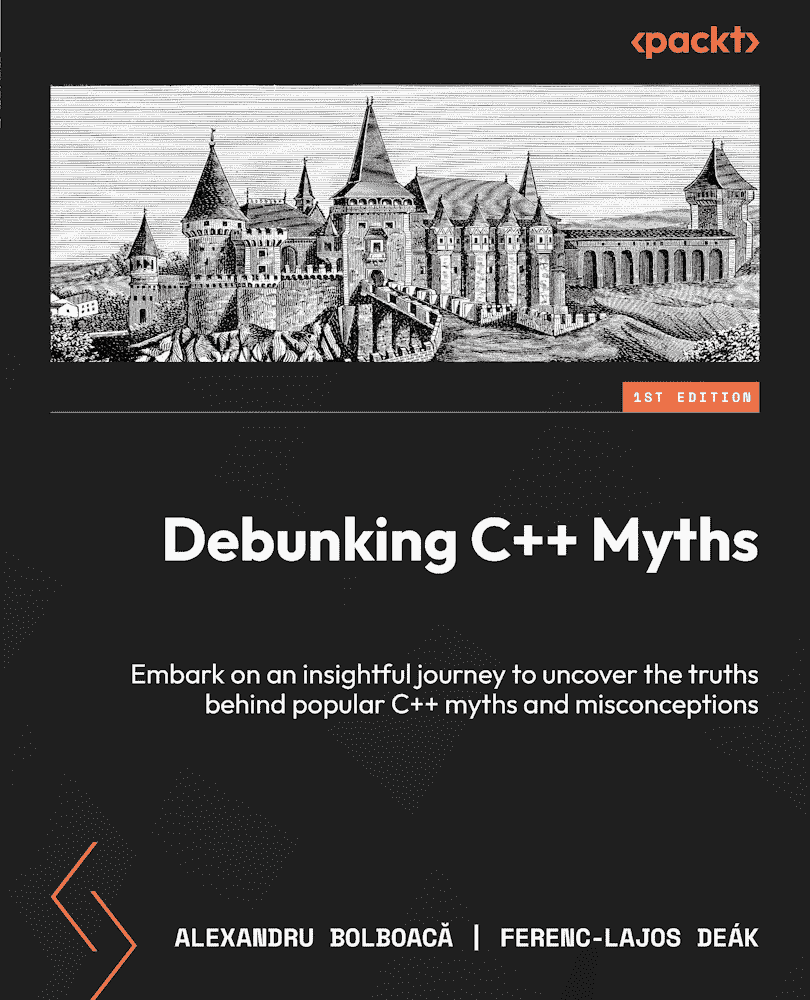 <packt>
1ST EDITION
Debunking C++ Myths
Embark on an insightful journey to uncover the truths
behind popular C++ myths and misconceptions
ALEXANDRU BOLBOACĂ | FERENC-LAJOS DEÁK